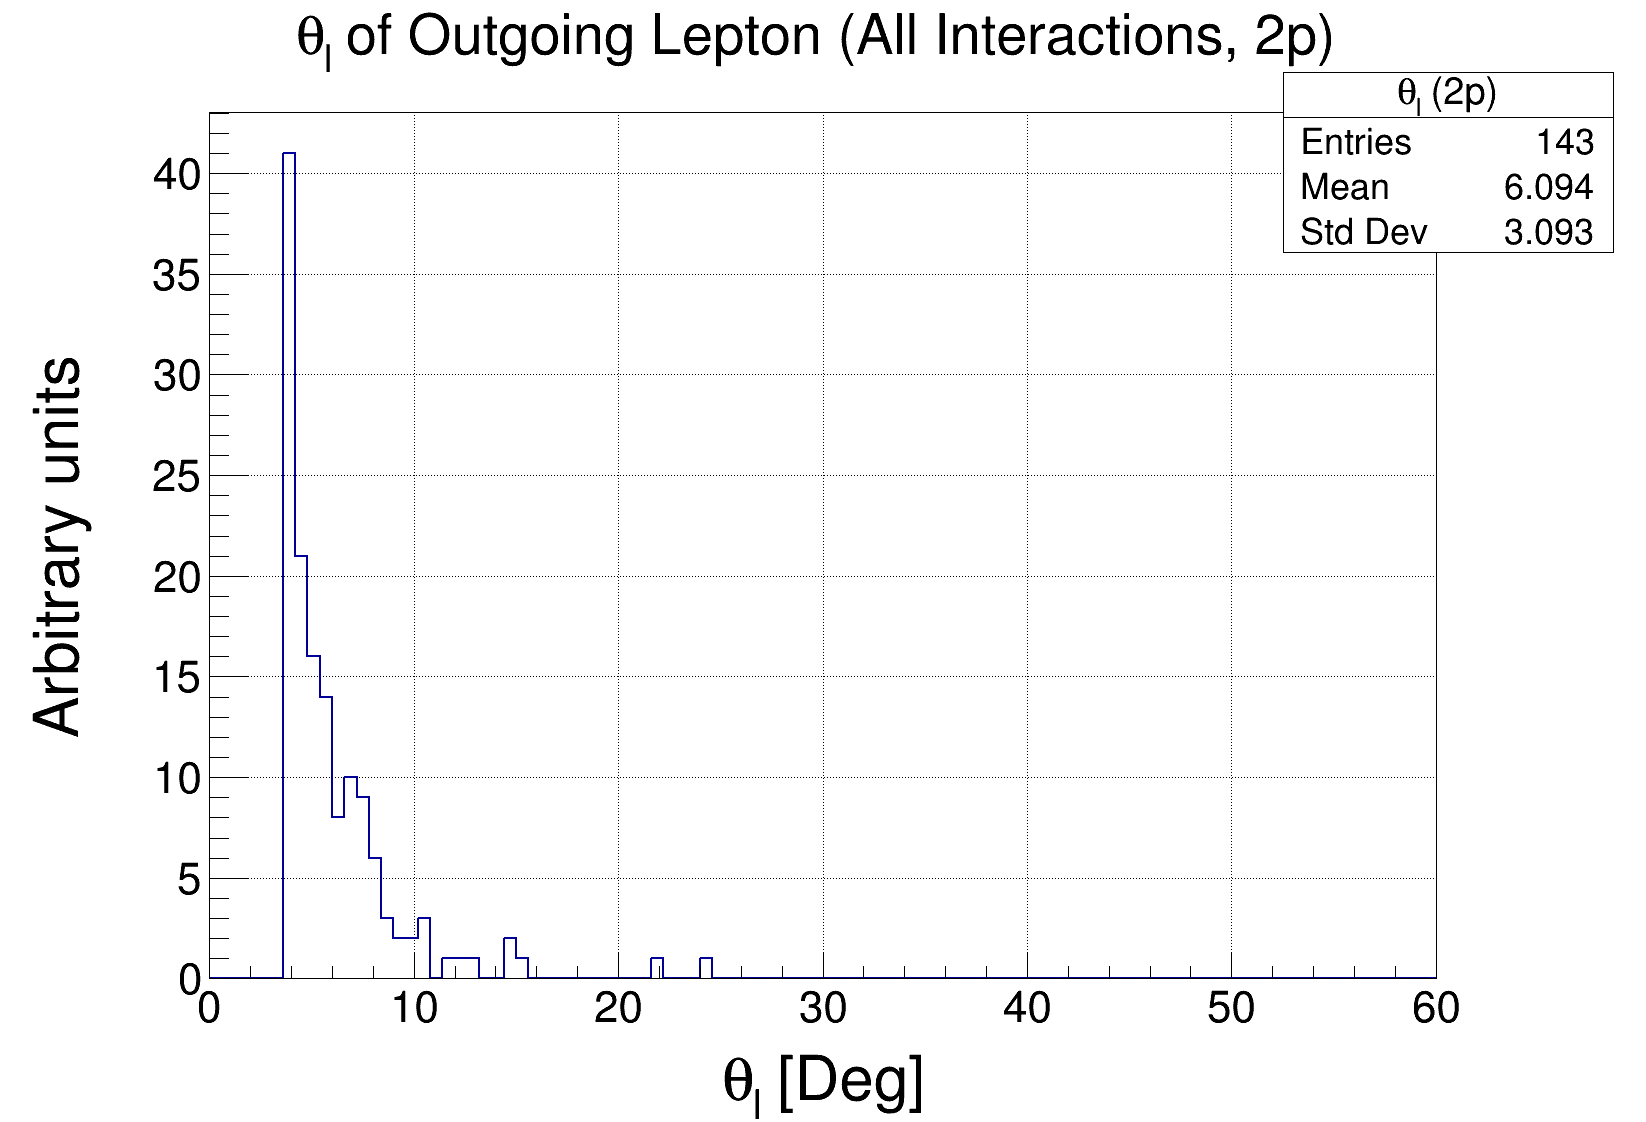 θl of Outgoing Lepton (All Interactions, 2p)
θl (2p)
Entries 143
Mean 6.094
Std Dev 3.093
Arbitrary units
40
35
30
25
20
15
10
5
0
0 10 20 30 40 50 60
θl [Deg]